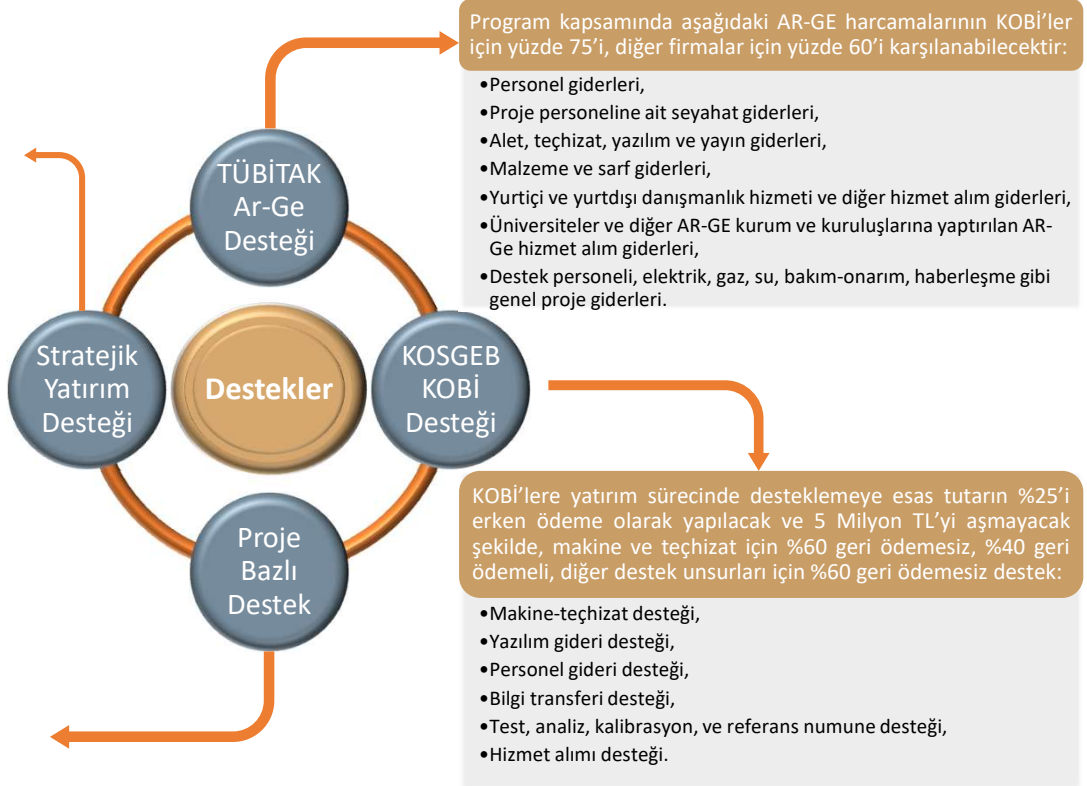 Program kapsamında aşağıdaki AR-GE harcamalarının KOBİ’ler
için yüzde 75’i, diğer firmalar için yüzde 60’i karşılanabilecektir:
•Personel giderleri,
•Proje personeline ait seyahat giderleri,
•Alet, teçhizat, yazılım ve yayın giderleri,
•Malzeme ve sarf giderleri,
•Yurtiçi ve yurtdışı danışmanlık hizmeti ve diğer hizmet alım giderleri,
•Üniversiteler ve diğer AR-GE kurum ve kuruluşlarına yaptırılan AR-
Ge hizmet alım giderleri,
•Destek personeli, elektrik, gaz, su, bakım-onarım, haberleşme gibi
genel proje giderleri.
TÜBİTAK
Ar-Ge
Desteği
Stratejik
Yatırım
Desteği
Destekler
KOSGEB
KOBİ
Desteği
Proje
Bazlı
Destek
KOBİ’lere yatırım sürecinde desteklemeye esas tutarın %25’i
erken ödeme olarak yapılacak ve 5 Milyon TL’yi aşmayacak
şekilde, makine ve teçhizat için %60 geri ödemesiz, %40 geri
ödemeli, diğer destek unsurları için %60 geri ödemesiz destek:
•Makine-teçhizat desteği,
•Yazılım gideri desteği,
•Personel gideri desteği,
•Bilgi transferi desteği,
•Test, analiz, kalibrasyon, ve referans numune desteği,
•Hizmet alımı desteği.